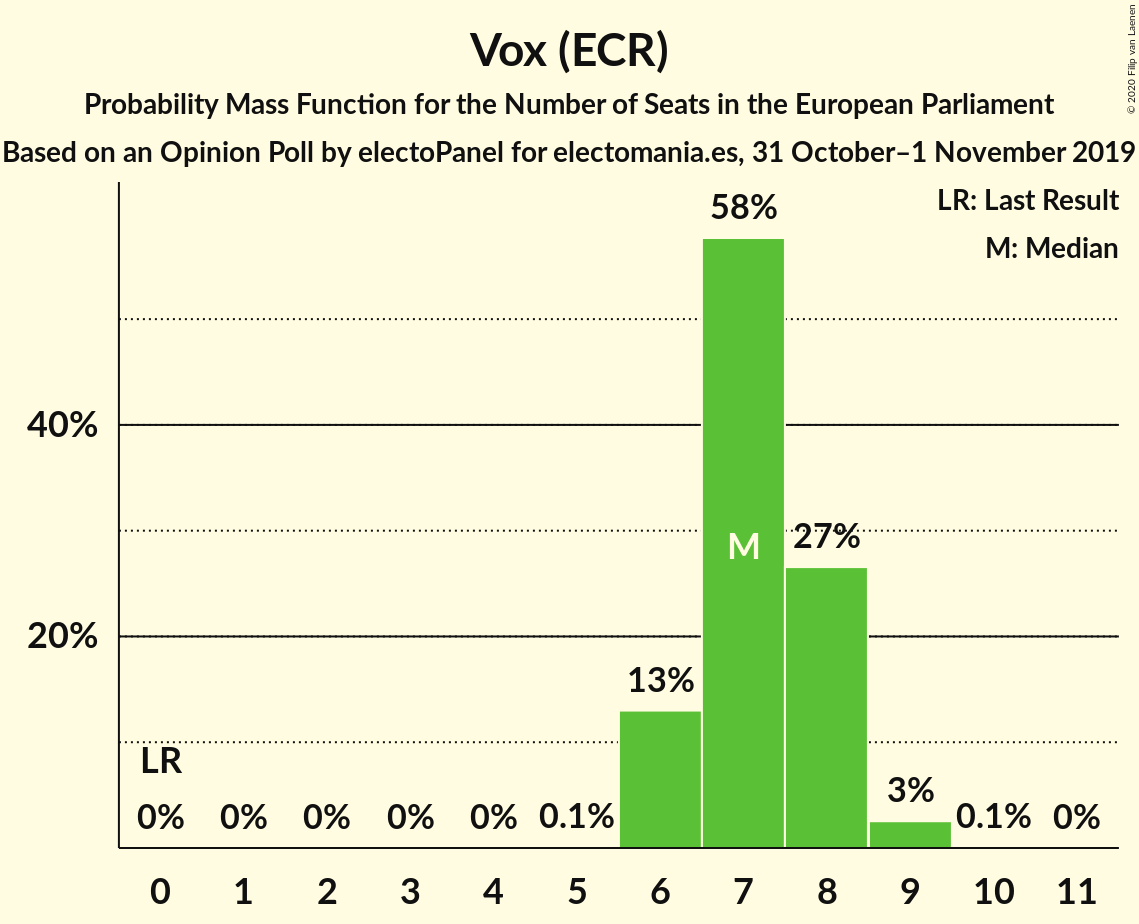 Vox (ECR)
Probability Mass Function for the Number of Seats in the European Parliament
Based on an Opinion Poll by electoPanel for electomania.es, 31 October–1 November 2019
© 2020 Filip van Laenen
LR: Last Result
M: Median
58%
40%
M
27%
20%
13%
LR
0% 0% 0% 0% 0% 0.1% 3% 0.1% 0%
0 1 2 3 4 5 6 7 8 9 10 11